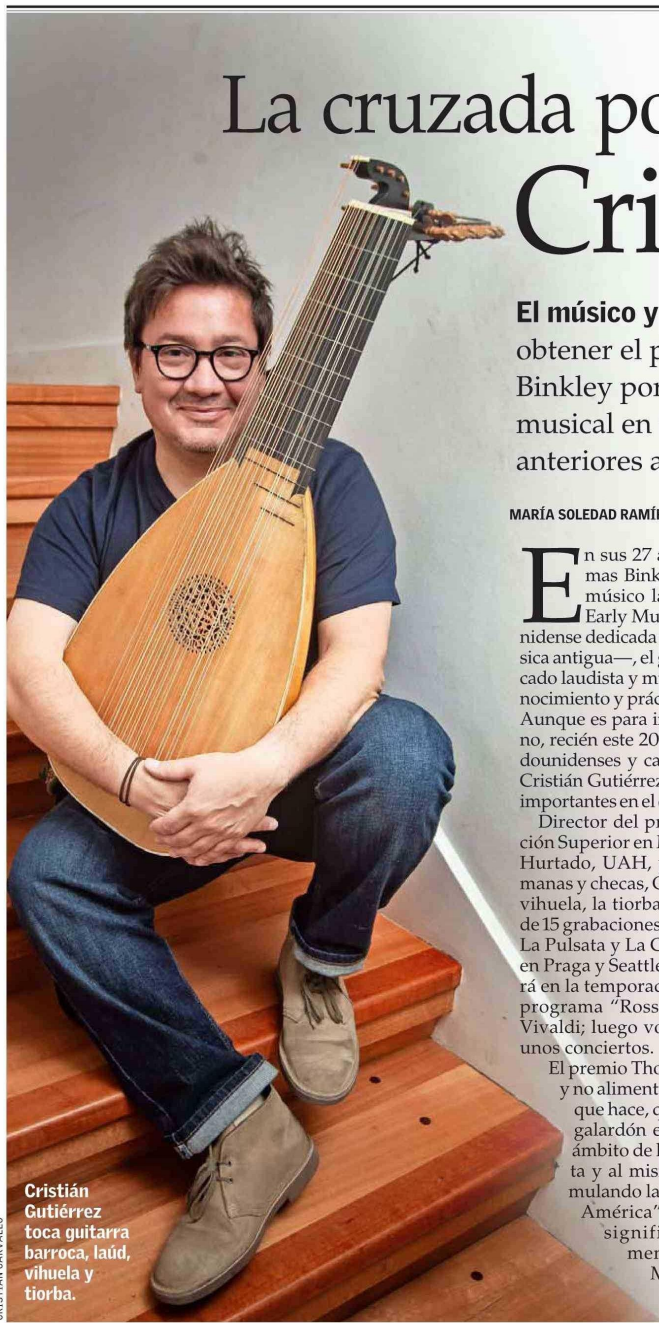 La cruzada po
Cri
El músico y
obtener el p
Binkley por
musical en
anteriores a
MARÍA SOLEDAD RAMÍ
En sus 27 a
mas Bink
músico la
Early Mu
nidense dedicada
sica antigua—, el g
cado laudista y mu
nocimiento y prác
Aunque es para in
no, recién este 20
dounidenses y ca
Cristián Gutiérrez
importantes en el
Director del pr
ción Superior en
Hurtado, UAH,
manas y checas, C
vihuela, la tiorba
de 15 grabaciones
La Pulsata y La C
en Praga y Seattle
rá en la temporad
programa “Ross
Vivaldi; luego vo
unos conciertos.
El premio Tho
y no aliment
que hace, c
galardón e
ámbito de l
ta y al mis
mulando la
América”
signifi
men
M
Cristián
Gutiérrez
toca guitarra
barroca, laúd,
vihuela y
tiorba.